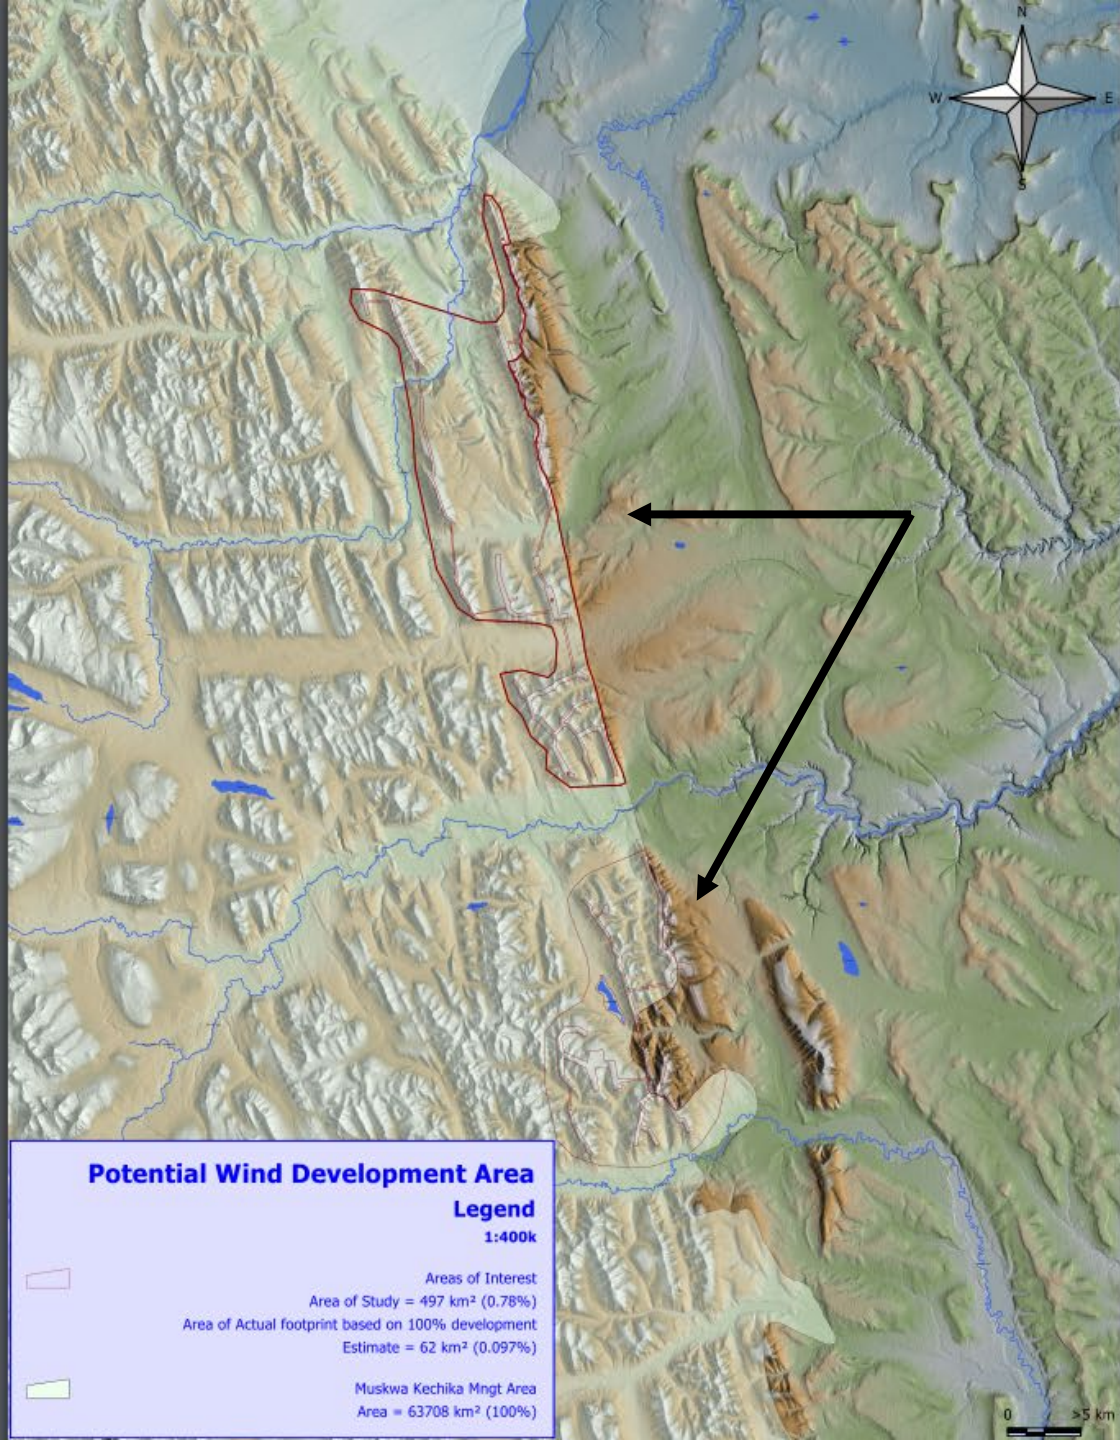 N
W E
S
Potential Wind Development Area
Legend
1:400k
Areas of Interest
Area of Study = 497 km² (0.78%)
Area of Actual footprint based on 100% development
Estimate = 62 km² (0.097%)
Muskwa Kechika Mngt Area
Area = 63708 km² (100%)
0 >5 km